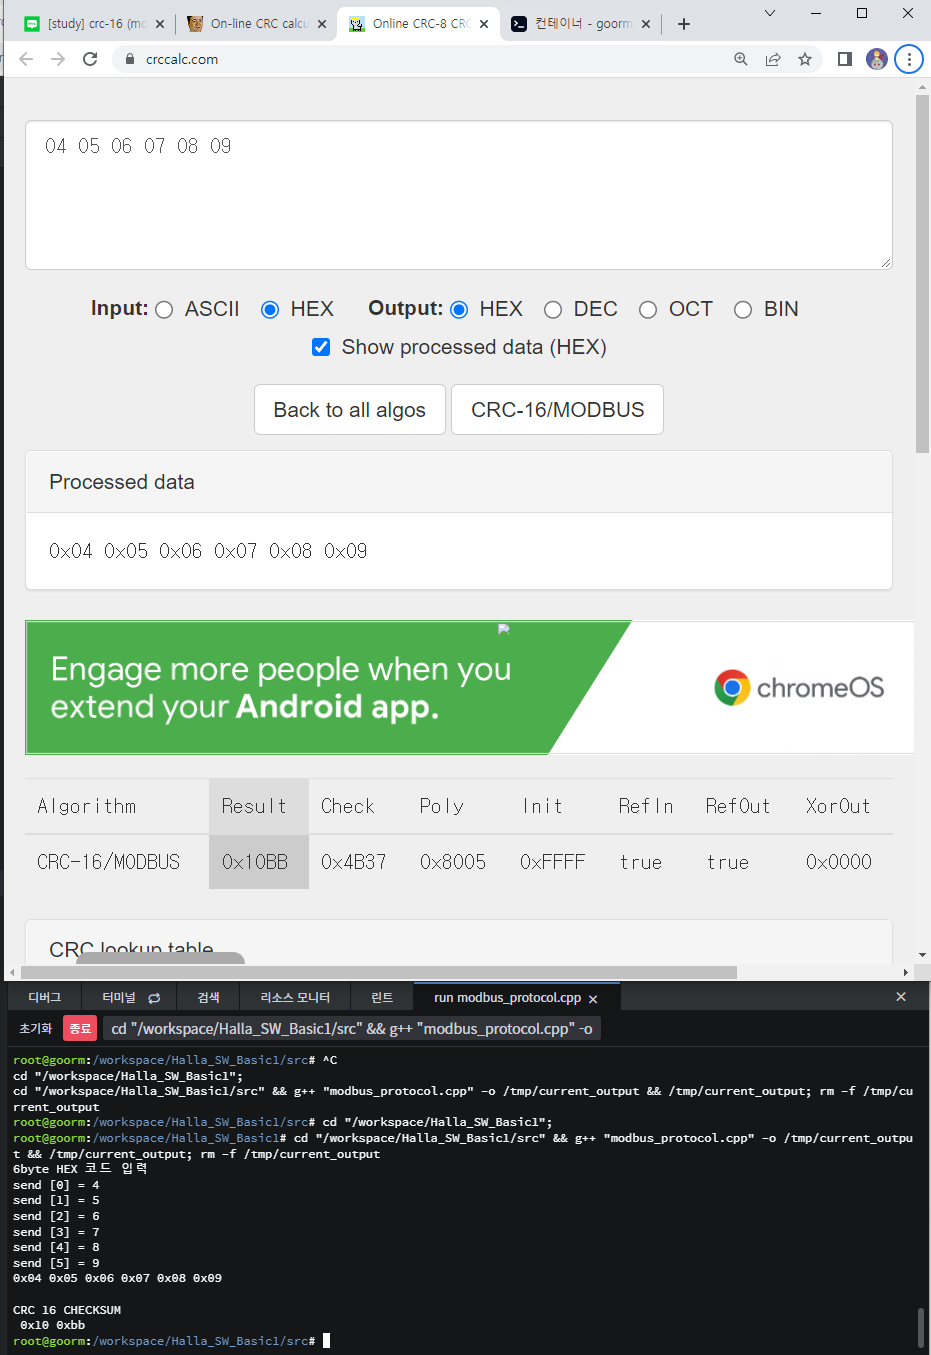 [study] crc-16 (mc
On-line CRC calcu
Online CRC-8 CRC
컨테이너 - goorm
crccalc.com
04 05 06 07 08 09
Input: ASCII HEX Output: HEX DEC OCT BIN
Show processed data (HEX)
Back to all algos
CRC-16/MODBUS
Processed data
0x04 0x05 0x06 0x07 0x08 0x09
Engage more people when you
extend your Android app.
chromeOS
Algorithm Result Check Poly Init RefIn RefOut XorOut
CRC-16/MODBUS 0x10BB 0x4B37 0x8005 0xFFFF true true 0x0000
CRC lookup table
디버그 터미널 검색 리소스 모니터 린트 run modbus_protocol.cpp
초기화 종료 cd "/workspace/Halla_SW_Basic1/src" && g++ "modbus_protocol.cpp" -o
root@goorm:/workspace/Halla_SW_Basic1/src# ^C
cd "/workspace/Halla_SW_Basic1";
cd "/workspace/Halla_SW_Basic1/src" && g++ "modbus_protocol.cpp" -o /tmp/current_output && /tmp/current_output; rm -f /tmp/cu
rrent_output
root@goorm:/workspace/Halla_SW_Basic1/src# cd "/workspace/Halla_SW_Basic1";
root@goorm:/workspace/Halla_SW_Basic1# cd "/workspace/Halla_SW_Basic1/src" && g++ "modbus_protocol.cpp" -o /tmp/current_outpu
t && /tmp/current_output; rm -f /tmp/current_output
6byte HEX 코드 입력
send [0] = 4
send [1] = 5
send [2] = 6
send [3] = 7
send [4] = 8
send [5] = 9
0x04 0x05 0x06 0x07 0x08 0x09
CRC 16 CHECKSUM
0x10 0xbb
root@goorm:/workspace/Halla_SW_Basic1/src#